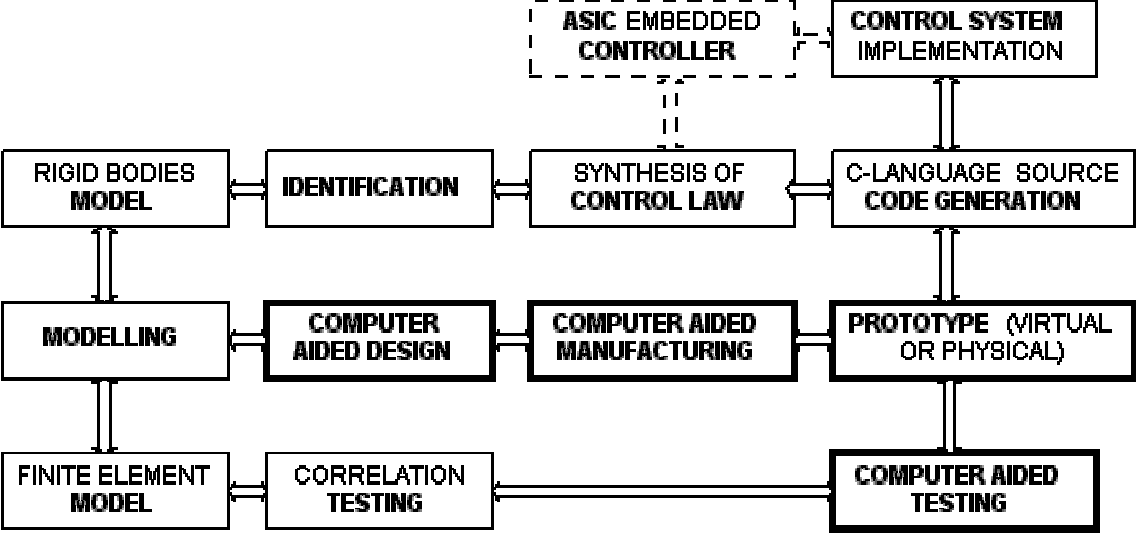 ASIC EMBEDDED
CONTROLLER
CONTROL SYSTEM
IMPLEMENTATION
RIGID BODIES
MODEL
IDENTIFICATION
SYNTHESIS OF
CONTROL LAW
C-LANGUAGE SOURCE
CODE GENERATION
MODELLING
COMPUTER
AIDED DESIGN
COMPUTER AIDED
MANUFACTURING
PROTOTYPE (VIRTUAL
OR PHYSICAL)
FINITE ELEMENT
MODEL
CORRELATION
TESTING
COMPUTER AIDED
TESTING